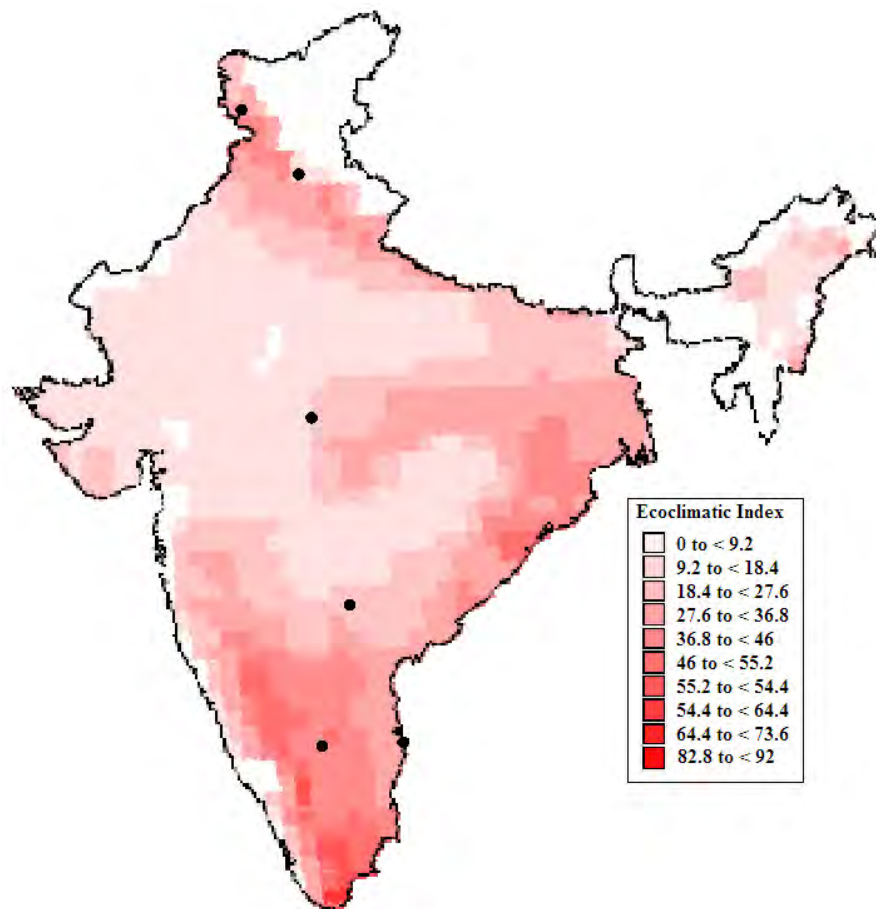 Ecoclimatic Index
0 to < 9.2
9.2 to < 18.4
18.4 to < 27.6
27.6 to < 36.8
36.8 to < 46
46 to < 55.2
55.2 to < 54.4
54.4 to < 64.4
64.4 to < 73.6
82.8 to < 92